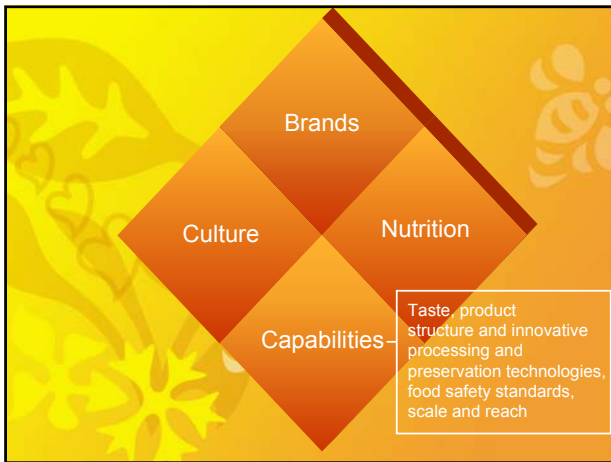 Brands
Culture
Nutrition
Capabilities
Taste, product
structure and innovative
processing and
preservation technologies,
food safety standards,
scale and reach